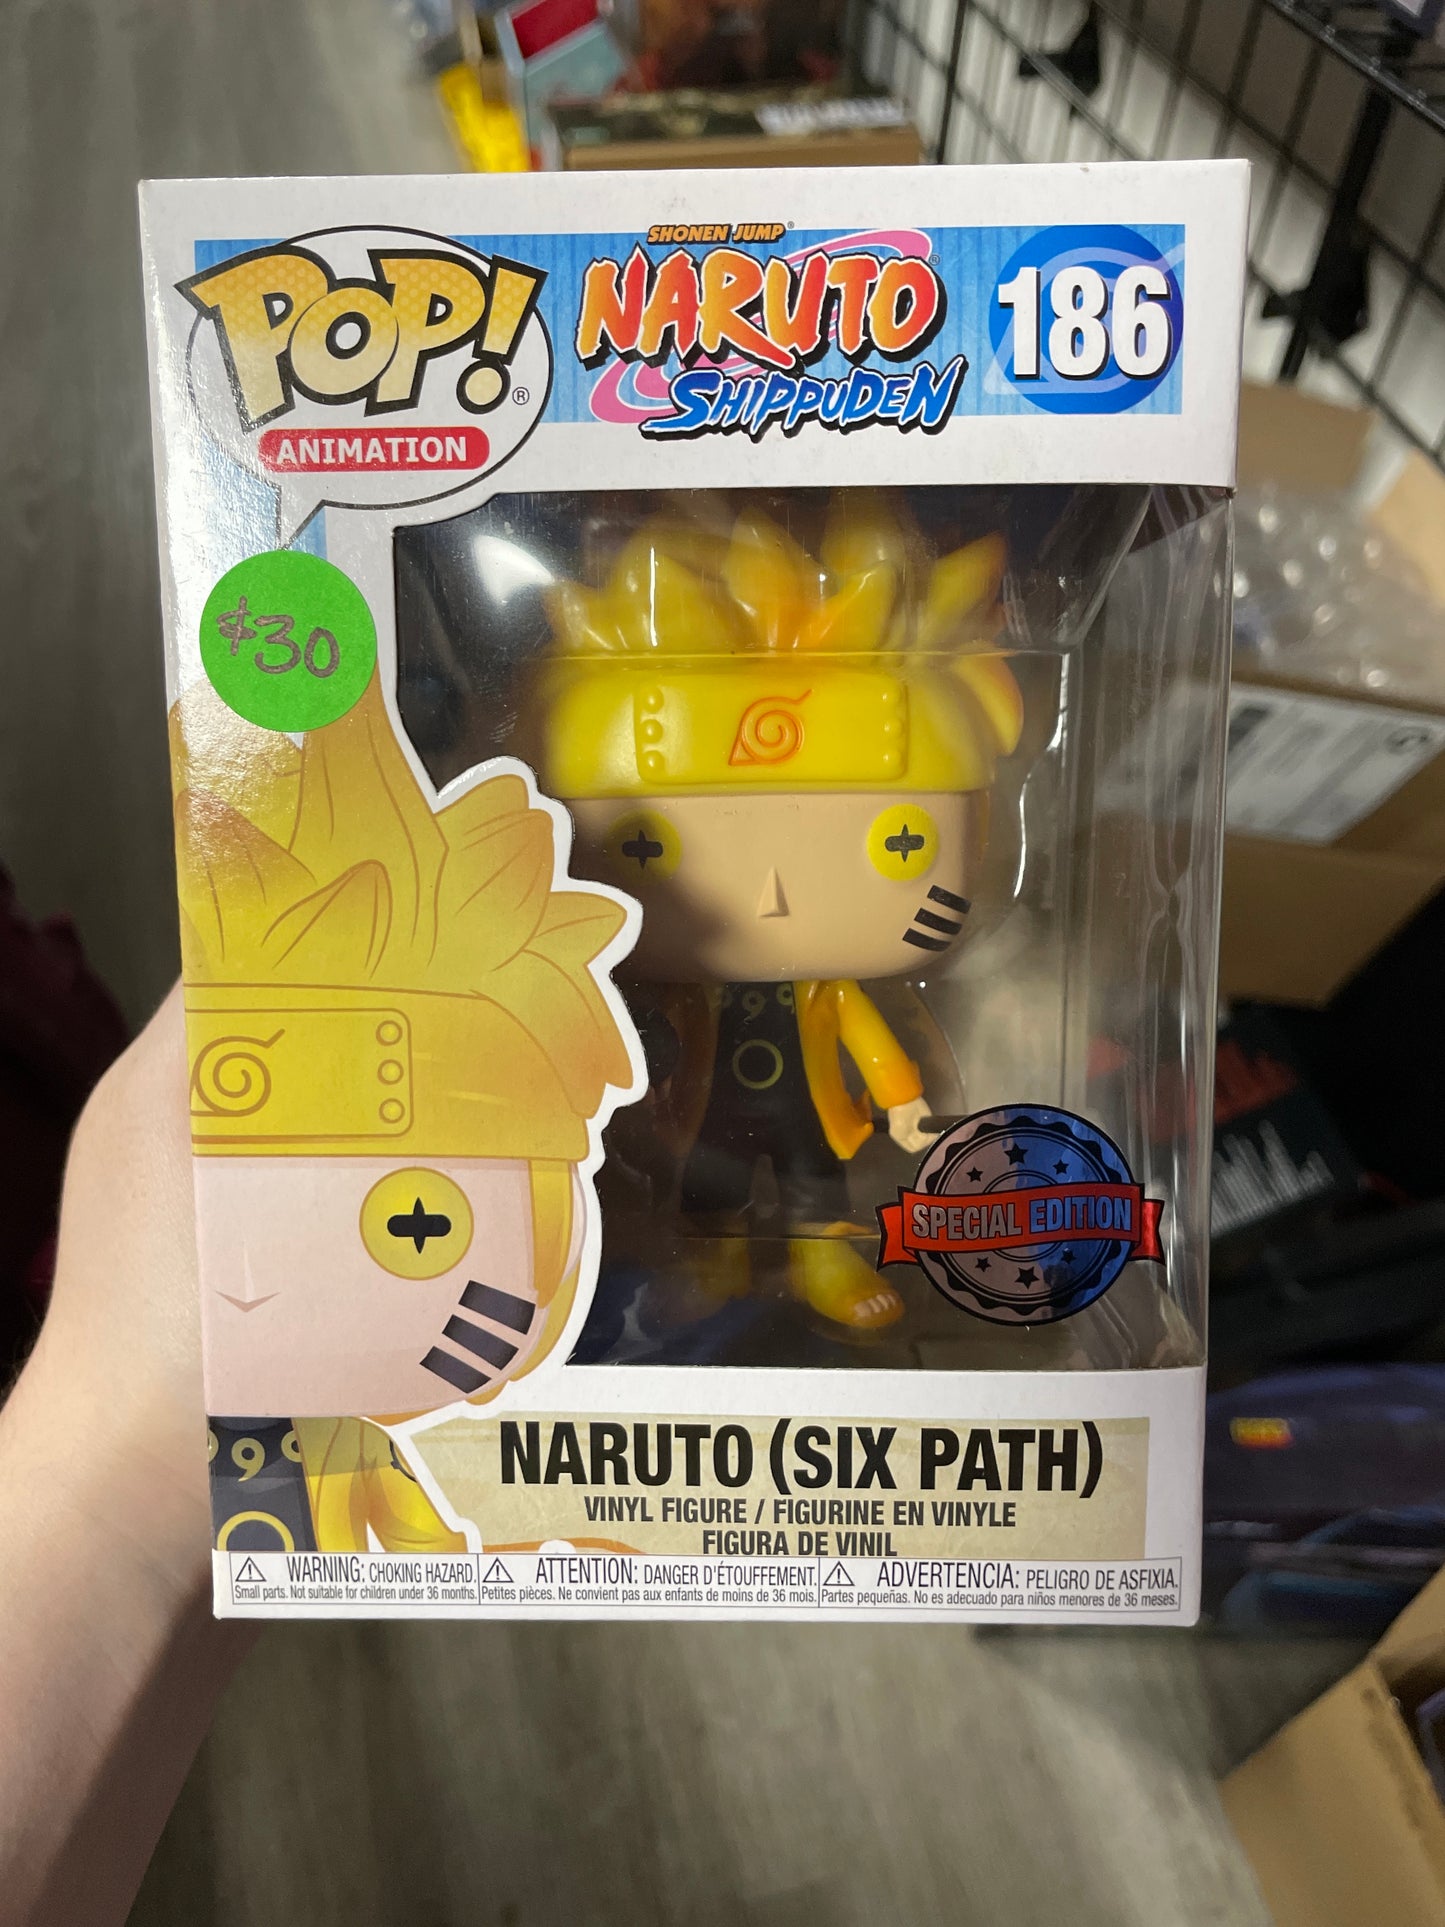 SHONEN JUMP®
POP!®
NARUTO®
186
SHIPPUDEN
ANIMATION
$30
SPECIAL EDITION
NARUTO (SIX PATH)
VINYL FIGURE / FIGURINE EN VINYLE
FIGURA DE VINIL
WARNING: CHOKING HAZARD.
Small parts. Not suitable for children under 36 months.
ATTENTION: DANGER D'ÉTOUFFEMENT.
Petites pièces. Ne convient pas aux enfants de moins de 36 mois.
ADVERTENCIA: PELIGRO DE ASFIXIA.
Partes pequeñas. No es adecuado para niños menores de 36 meses.